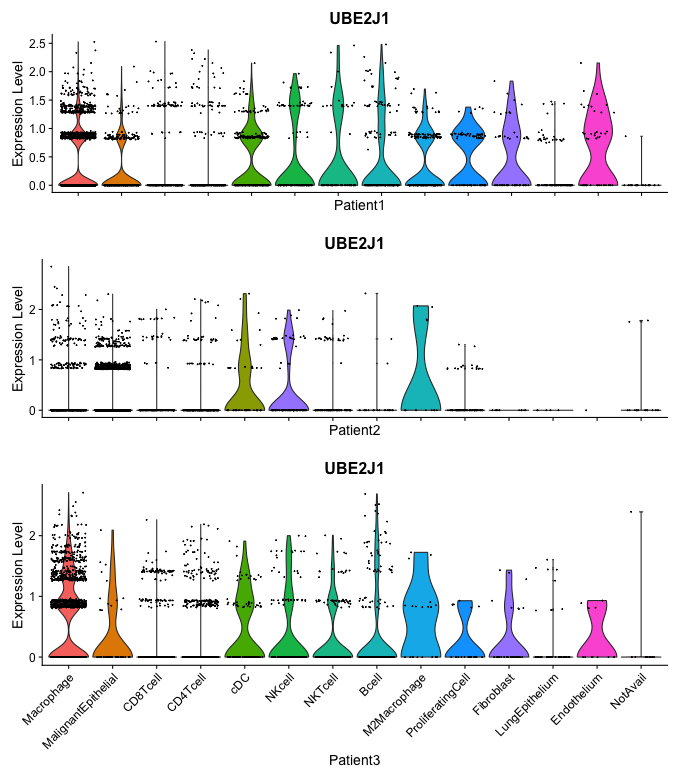 UBE2J1
Expression Level
2.5
2.0
1.5
1.0
0.5
0.0
Patient1
UBE2J1
Expression Level
2
1
0
Patient2
UBE2J1
Expression Level
2
1
0
Macrophage
MalignantEpithelial
CD8Tcell
CD4Tcell
cDC
NKcell
NKTcell
Bcell
M2Macrophage
ProliferatingCell
Fibroblast
LungEpithelium
Endothelium
NotAvail
Patient3